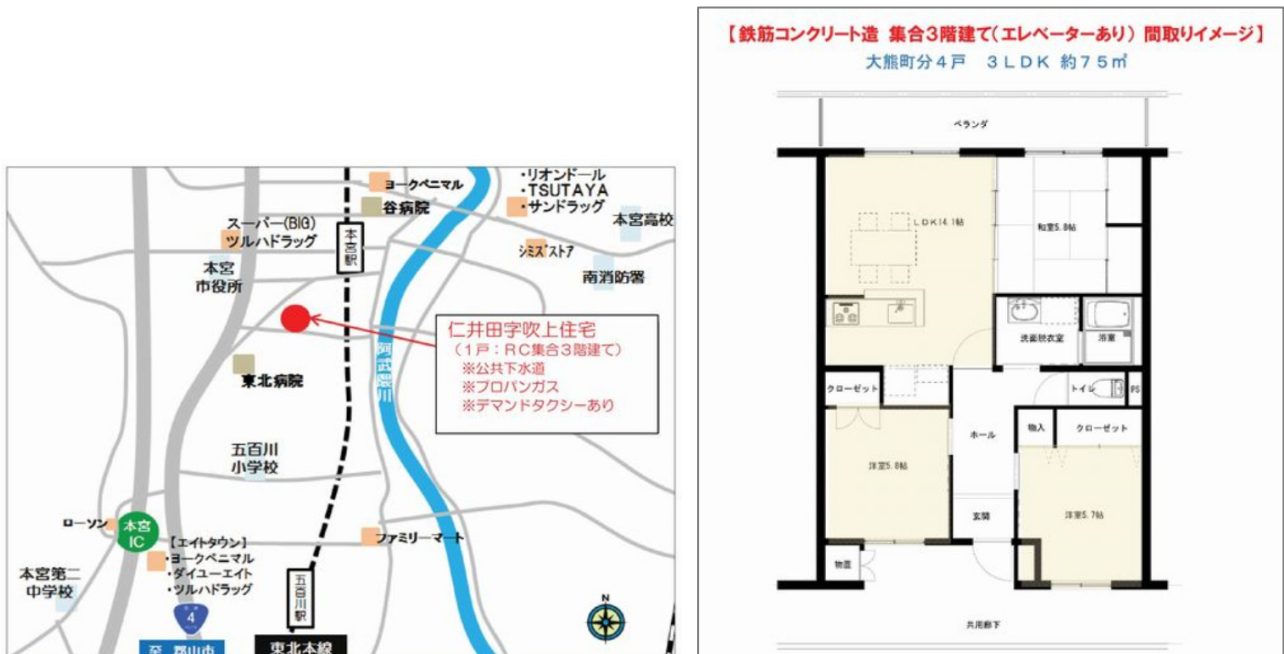 ヨークベニマル
谷病院
・リオンドール
・TSUTAYA
・サンドラッグ
本宮高校
スーパー(BIG)
ツルハドラッグ
本宮駅
シミズストア
本宮
市役所
南消防署
仁井田字吹上住宅
（1戸：RC集合3階建て）
※公共下水道
※プロパンガス
※デマンドタクシーあり
東北病院
阿武隈川
五百川
小学校
ローソン
本宮
IC
【エイトタウン】
・ヨークベニマル
・ダイユーエイト
・ツルハドラッグ
ファミリーマート
本宮第二
中学校
五百川駅
N
4
至 郡山市
東北本線
【鉄筋コンクリート造 集合3階建て(エレベーターあり) 間取りイメージ】
大熊町分4戸 3LDK 約75㎡
ベランダ
LDK14.1帖
和室5.8帖
洗面脱衣室
浴室
クローゼット
トイレ
PS
ホール
物入
クローゼット
洋室5.8帖
玄関
洋室5.7帖
物置
共用廊下